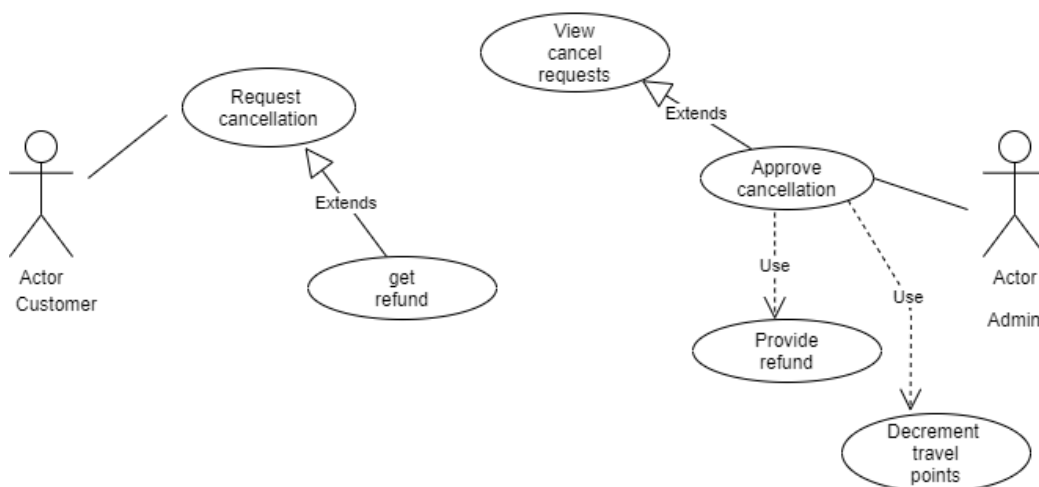 View
cancel
requests
Request
cancellation
Extends
Approve
cancellation
Extends
get
refund
Actor
Customer
Use
Use
Actor
Admin
Provide
refund
Decrement
travel
points